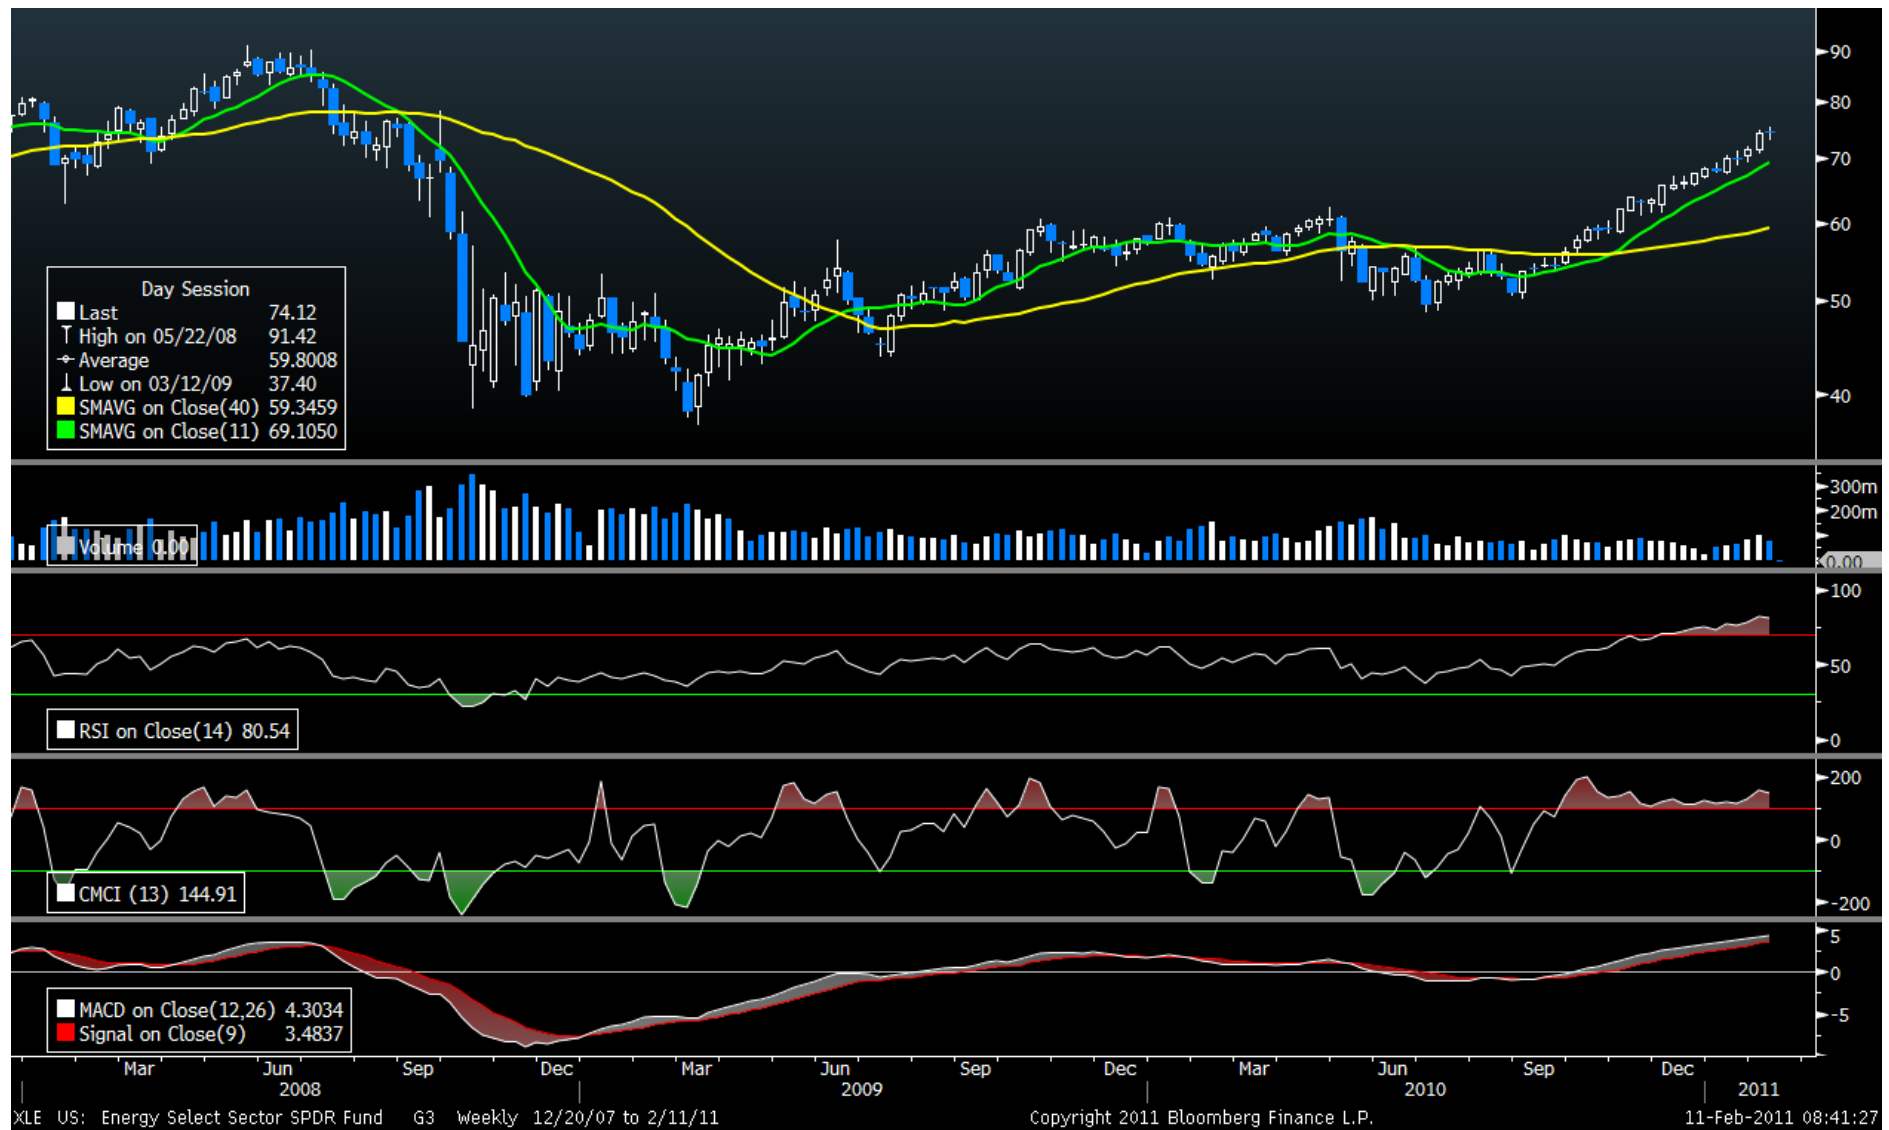 90
80
70
60
50
40
Day Session
Last 74.12
High on 05/22/08 91.42
Average 59.8008
Low on 03/12/09 37.40
SMAVG on Close(40) 59.3459
SMAVG on Close(11) 69.1050
300m
200m
0.00
Volume 0.00
100
50
0
RSI on Close(14) 80.54
200
0
-200
CMCI (13) 144.91
5
0
-5
MACD on Close(12,26) 4.3034
Signal on Close(9) 3.4837
Mar Jun Sep Dec Mar Jun Sep Dec Mar Jun Sep Dec
2008 2009 2010 2011
XLE US: Energy Select Sector SPDR Fund G3 Weekly 12/20/07 to 2/11/11 Copyright 2011 Bloomberg Finance L.P. 11-Feb-2011 08:41:27